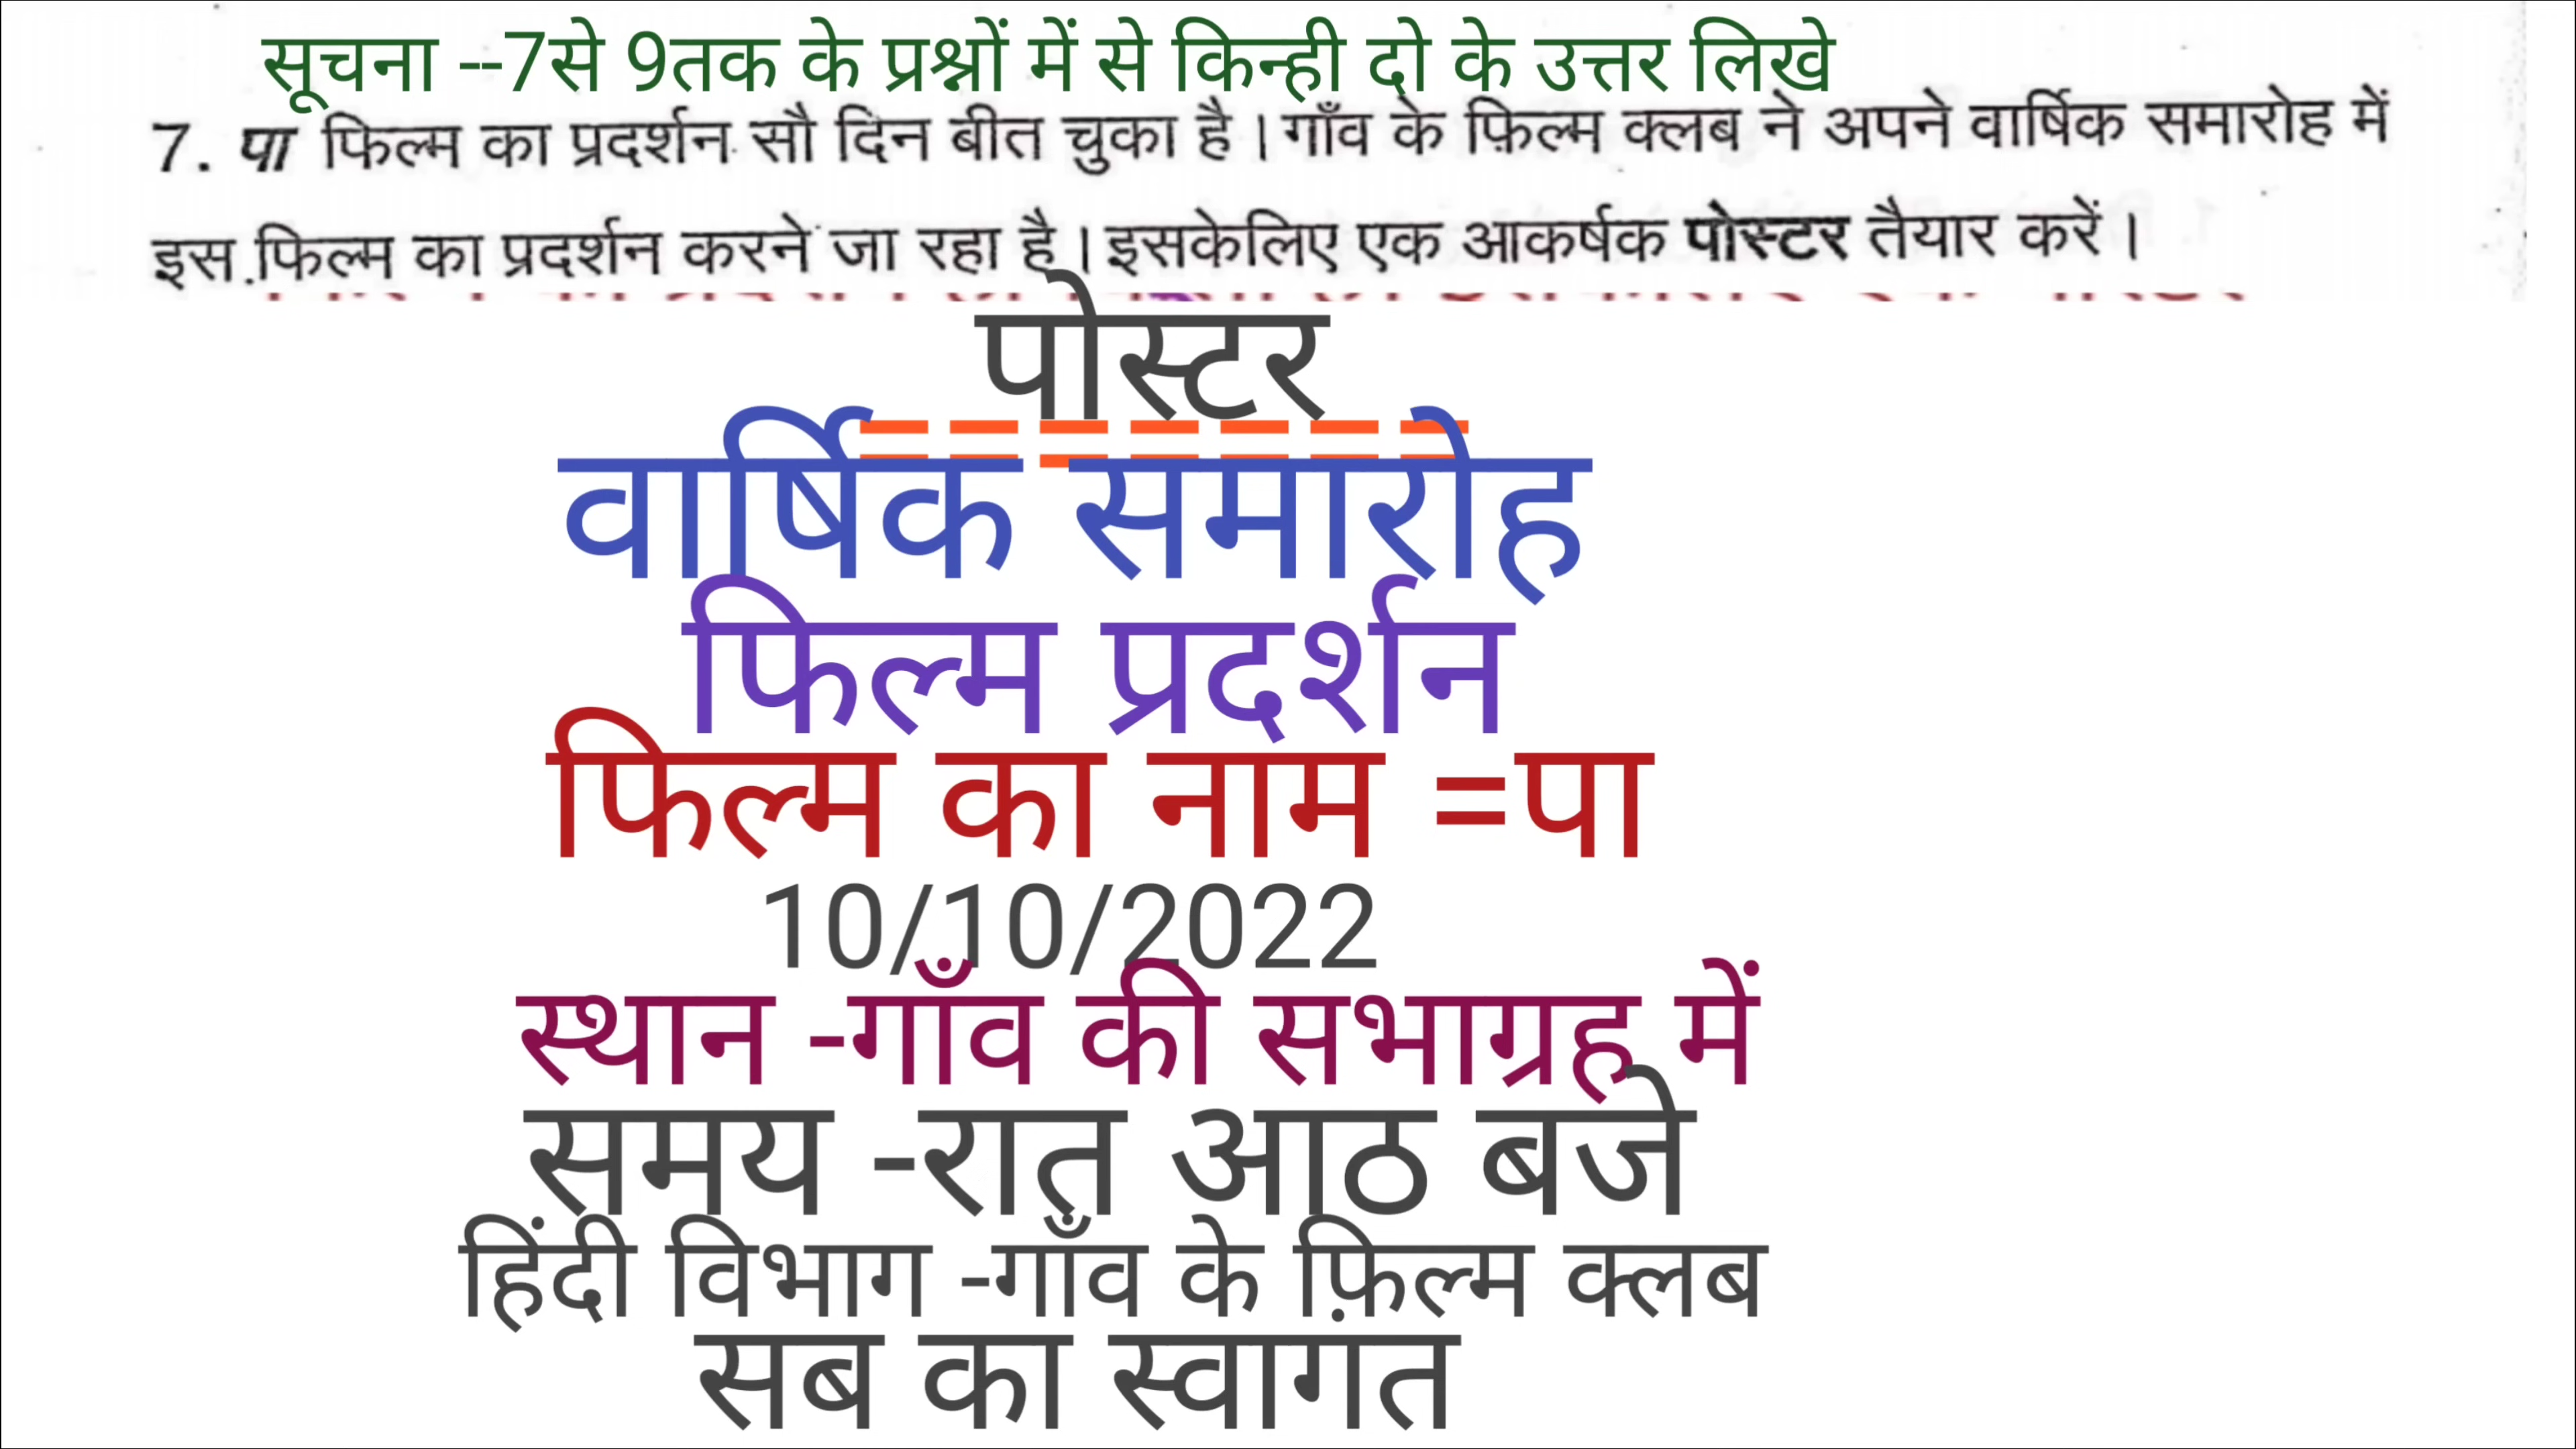 सूचना --7से 9तक के प्रश्नों में से किन्ही दो के उत्तर लिखे
7. पा फिल्म का प्रदर्शन सौ दिन बीत चुका है। गाँव के फ़िल्म क्लब ने अपने वार्षिक समारोह में
इस फिल्म का प्रदर्शन करने जा रहा है। इसकेलिए एक आकर्षक पोस्टर तैयार करें।
पोस्टर
वार्षिक समारोह
फिल्म प्रदर्शन
फिल्म का नाम =पा
10/10/2022
स्थान -गाँव की सभाग्रह में
समय -रात आठ बजे
हिंदी विभाग -गाँव के फ़िल्म क्लब
सब का स्वागत